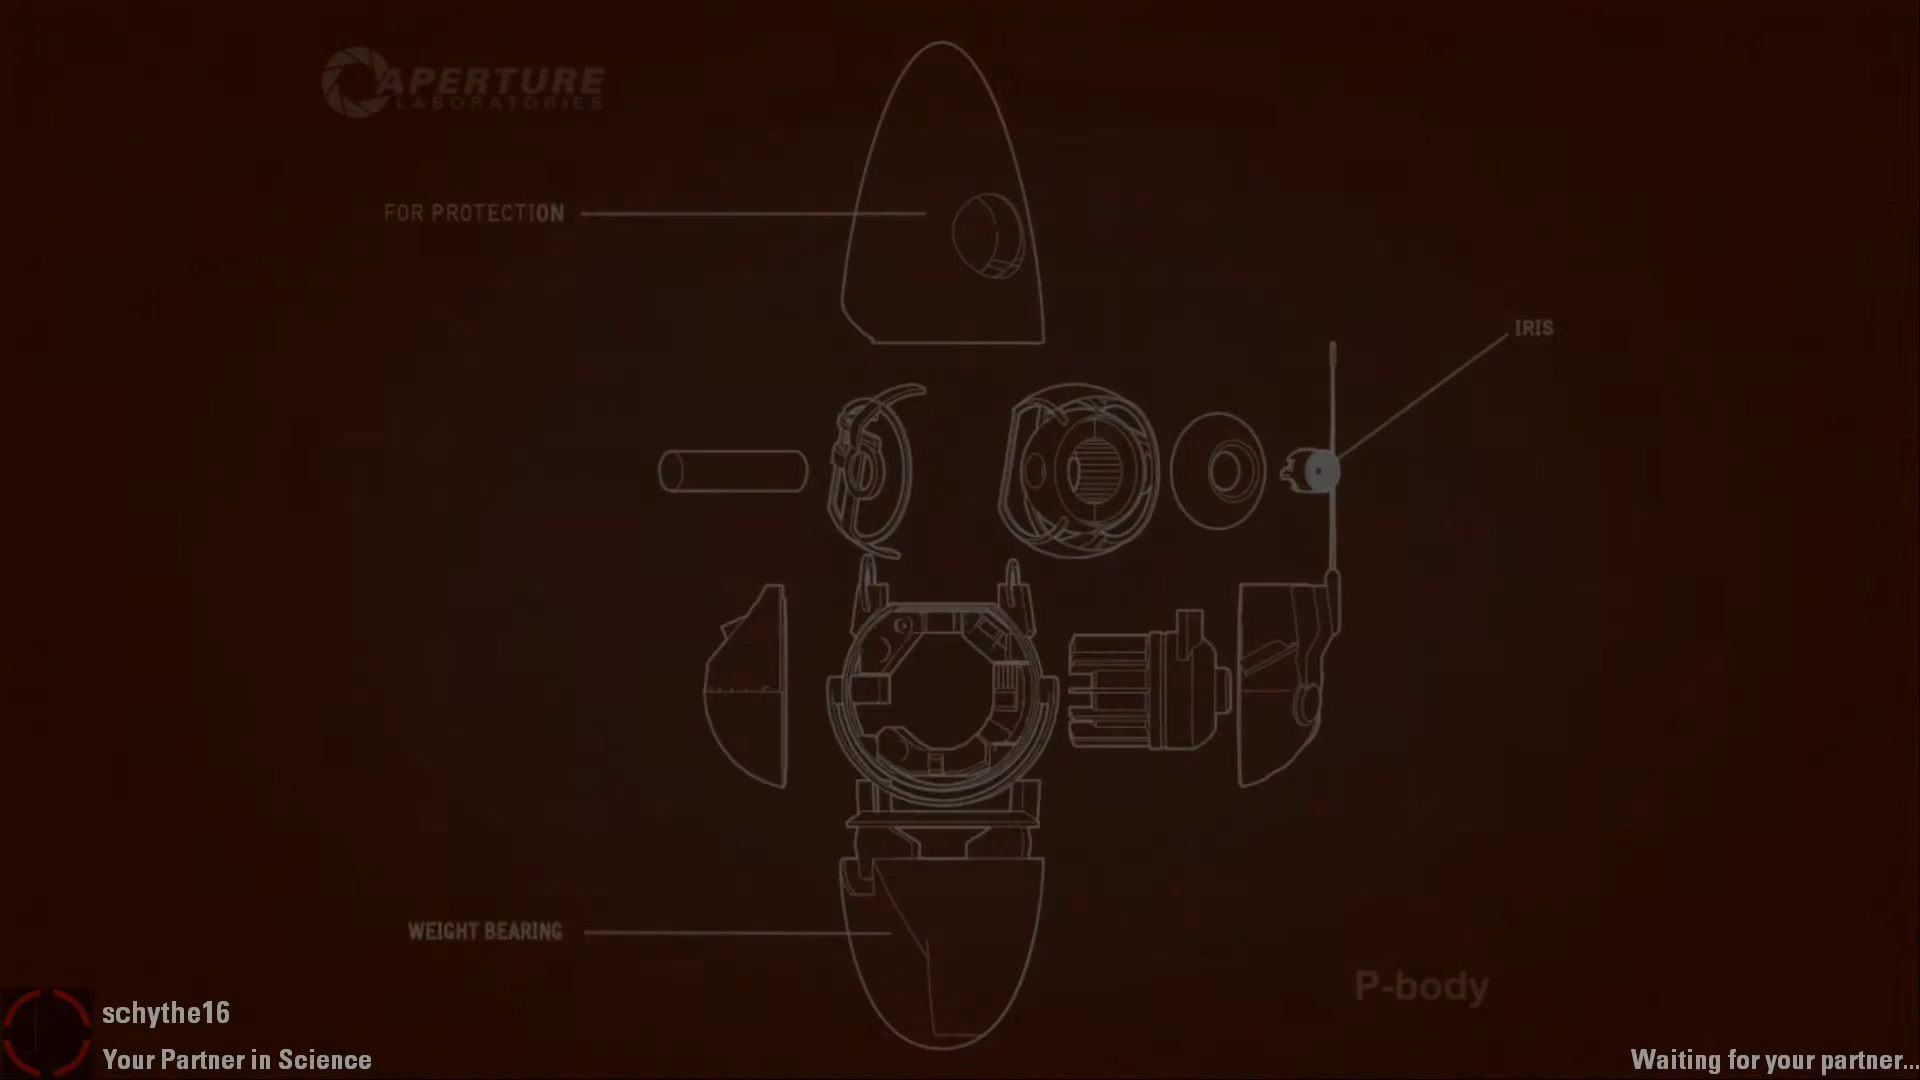 APERTURE
LABORATORIES
FOR PROTECTION
IRIS
WEIGHT BEARING
P-body
schythe16
Your Partner in Science
Waiting for your partner...